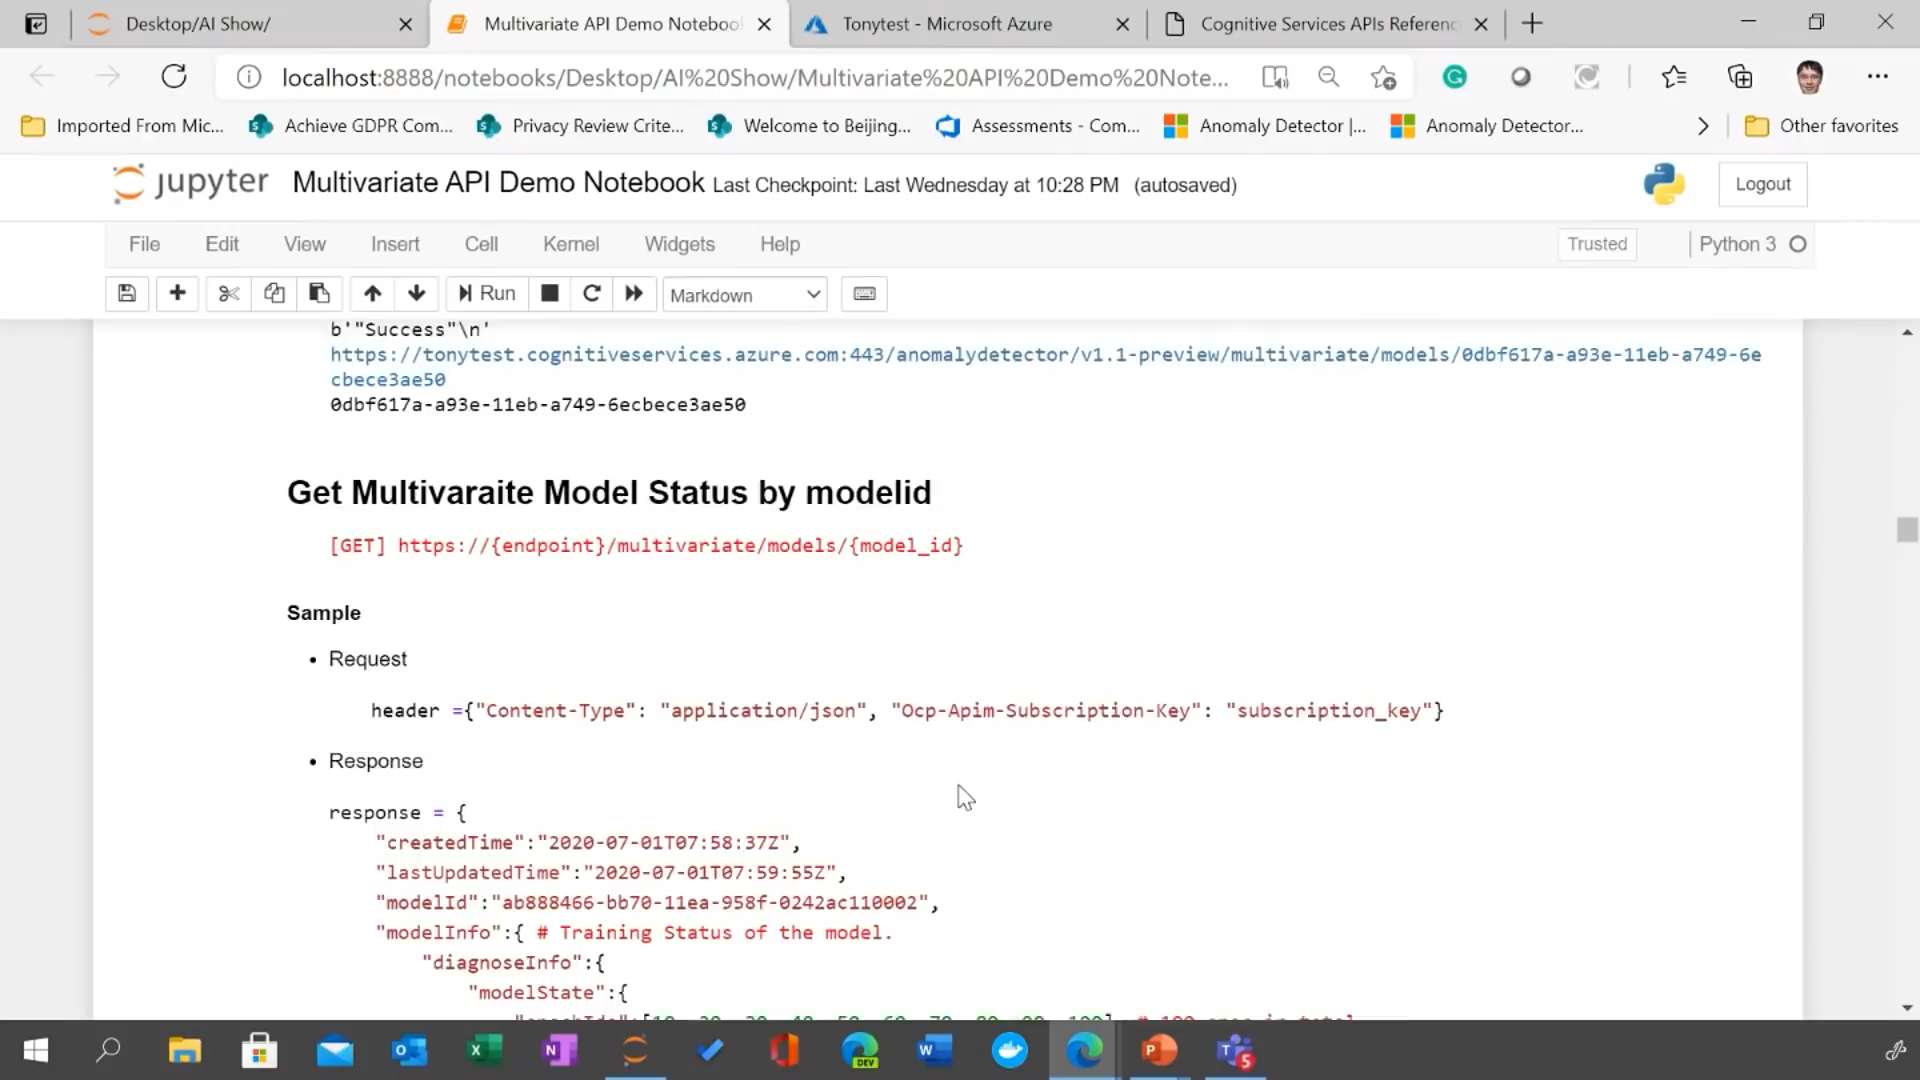 Desktop/AI Show/
Multivariate API Demo Notebook
Tonytest - Microsoft Azure
Cognitive Services APIs Referenc
localhost:8888/notebooks/Desktop/AI%20Show/Multivariate%20API%20Demo%20Note...
Imported From Mic...
Achieve GDPR Com...
Privacy Review Crite...
Welcome to Beijing,...
Assessments - Com...
Anomaly Detector |...
Anomaly Detector...
Other favorites
jupyter
Multivariate API Demo Notebook Last Checkpoint: Last Wednesday at 10:28 PM (autosaved)
Logout
File Edit View Insert Cell Kernel Widgets Help
Trusted
Python 3
Run
Markdown
b'"Success"\n'
https://tonytest.cognitiveservices.azure.com:443/anomalydetector/v1.1-preview/multivariate/models/0dbf617a-a93e-11eb-a749-6e
cbece3ae50
0dbf617a-a93e-11eb-a749-6ecbece3ae50
Get Multivaraite Model Status by modelid
[GET] https://{endpoint}/multivariate/models/{model_id}
Sample
• Request
header ={"Content-Type": "application/json", "Ocp-Apim-Subscription-Key": "subscription_key"}
• Response
response = {
"createdTime":"2020-07-01T07:58:37Z",
"lastUpdatedTime":"2020-07-01T07:59:55Z",
"modelId":"ab888466-bb70-11ea-958f-0242ac110002",
"modelInfo":{ # Training Status of the model.
"diagnoseInfo":{
"modelState":{